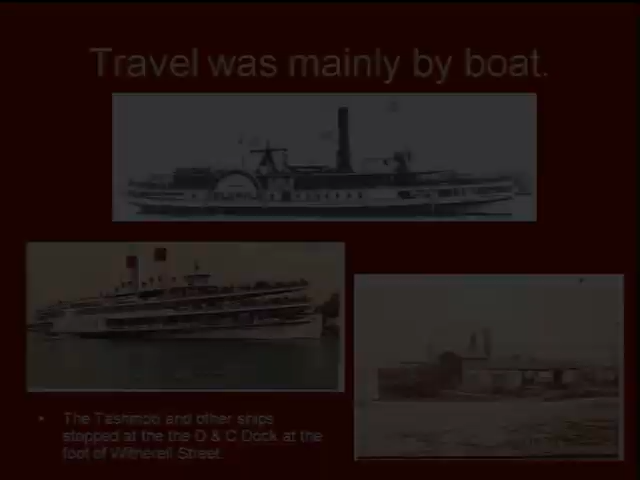 Travel was mainly by boat.
• The Tashmoo and other ships
stopped at the the D & C Dock at the
foot of Witherell Street.